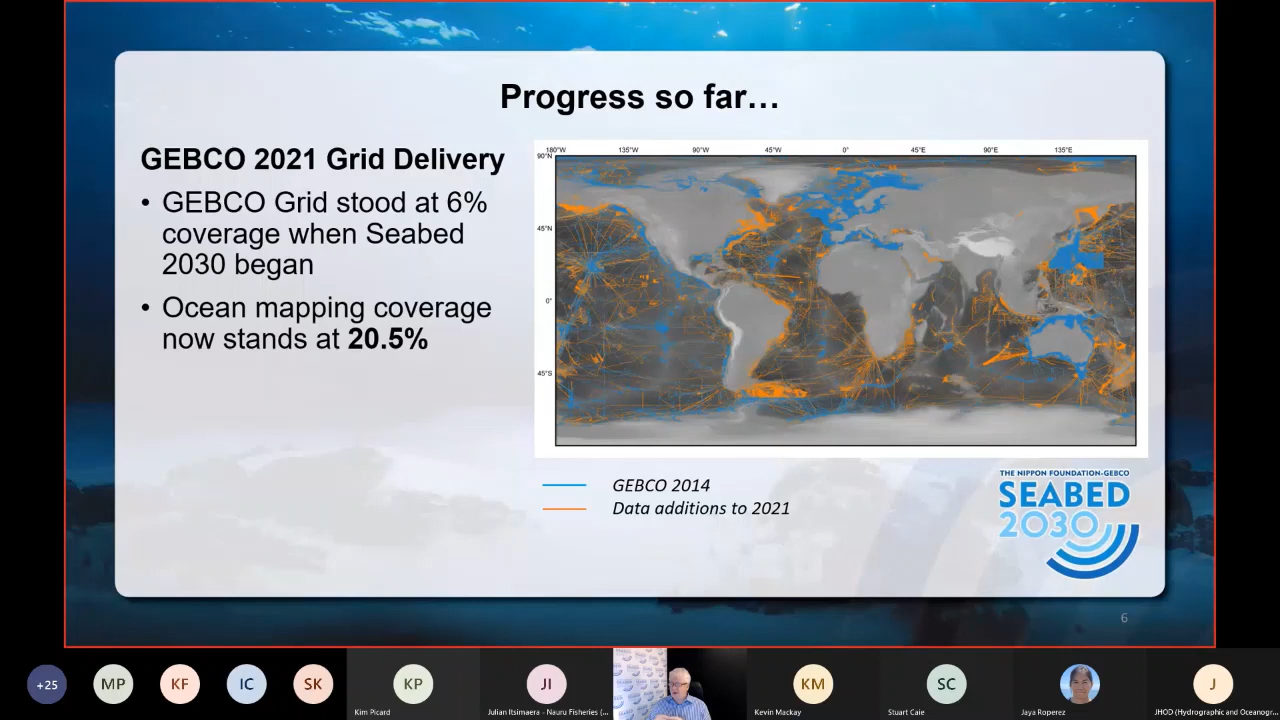 Progress so far…
GEBCO 2021 Grid Delivery
• GEBCO Grid stood at 6%
coverage when Seabed
2030 began
• Ocean mapping coverage
now stands at 20.5%
180°W 135°W 90°W 45°W 0° 45°E 90°E 135°E
90°N
45°N
0°
45°S
GEBCO 2014
Data additions to 2021
THE NIPPON FOUNDATION-GEBCO
SEABED
2030
6
+25
MP
KF
IC
SK
KP
Kim Picard
JI
Julian Itsimaera - Nauru Fisheries (...
KM
Kevin Mackay
SC
Stuart Caie
Jaya Roperez
J
JHOD (Hydrographic and Oceanogr...